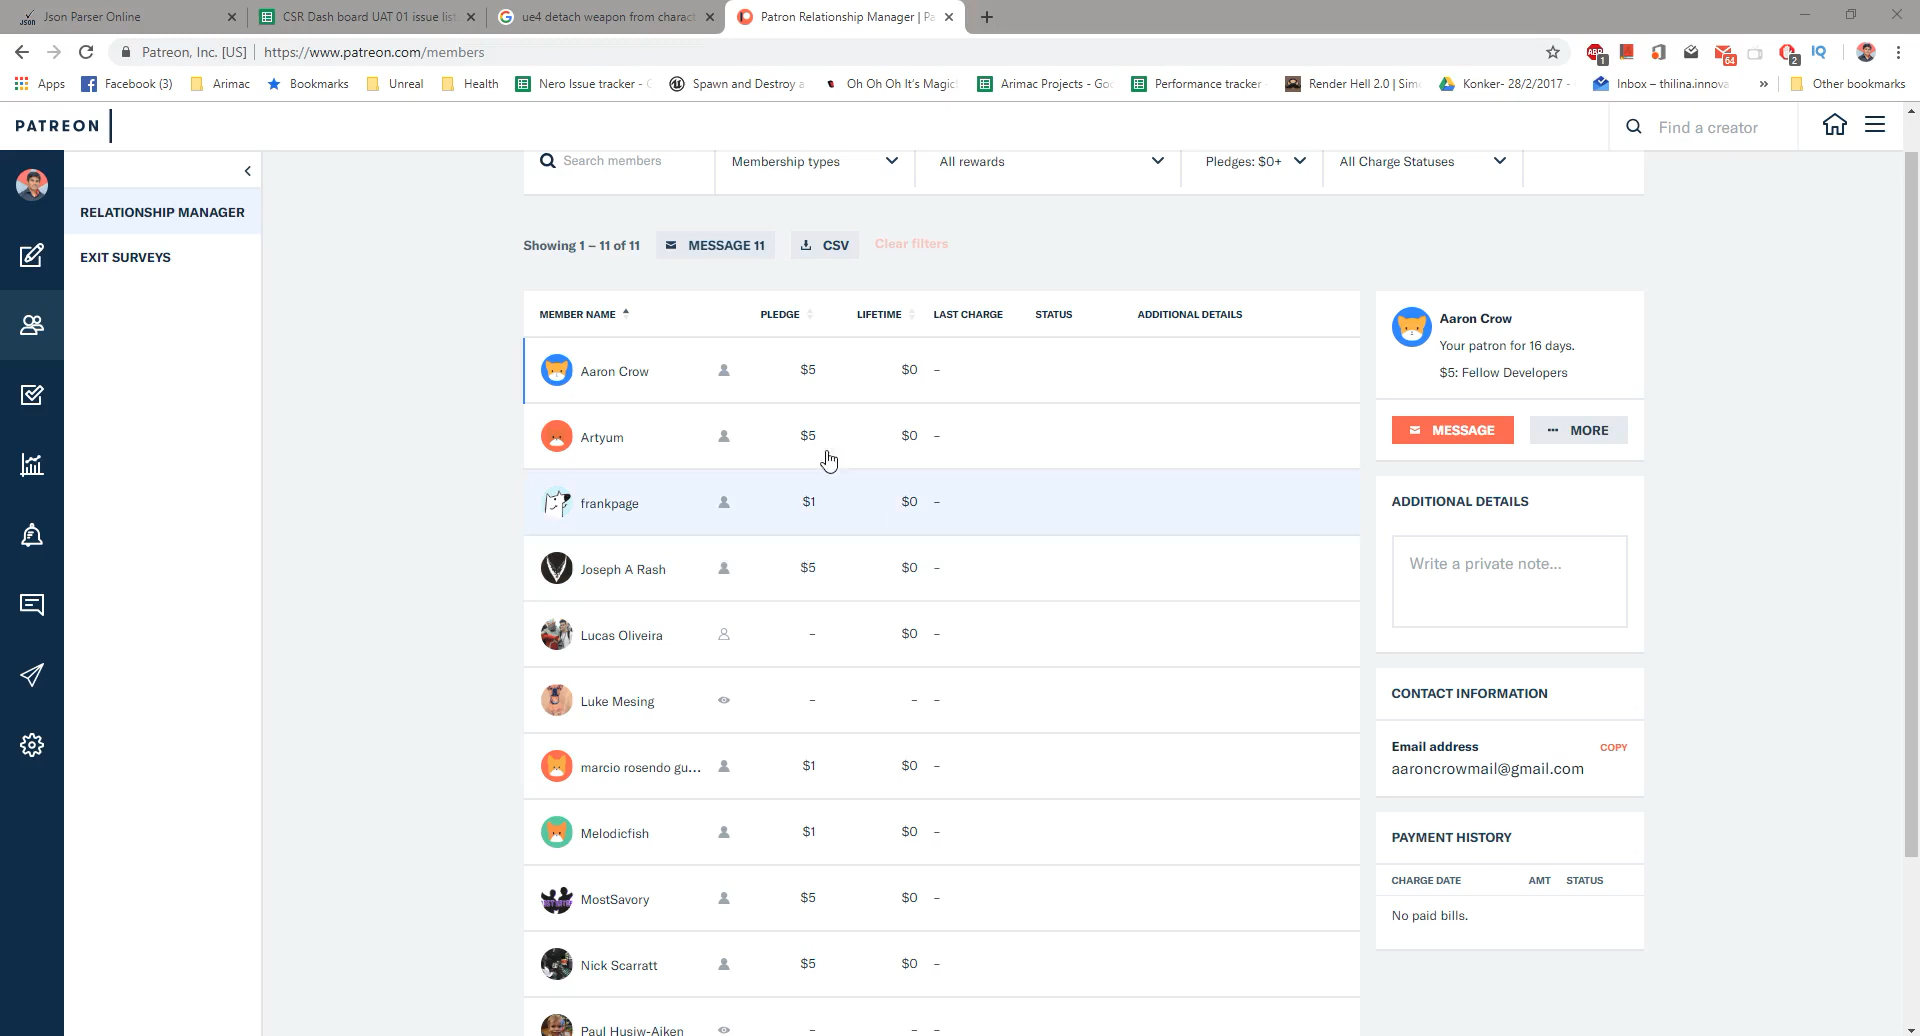 Json Parser Online
CSR Dash board UAT 01 issue list
ue4 detach weapon from charact
Patron Relationship Manager | Pa
Patreon, Inc. [US] | https://www.patreon.com/members
Apps Facebook (3) Arimac Bookmarks Unreal Health Nero Issue tracker - Spawn and Destroy a Oh Oh Oh It's Magic Arimac Projects - Goo Performance tracker Render Hell 2.0 | Sim Konker- 28/2/2017 - Inbox – thilina.innova » Other bookmarks
PATREON
Find a creator
RELATIONSHIP MANAGER
EXIT SURVEYS
Search members Membership types All rewards Pledges: $0+ All Charge Statuses
Showing 1 – 11 of 11 MESSAGE 11 CSV Clear filters
MEMBER NAME PLEDGE LIFETIME LAST CHARGE STATUS ADDITIONAL DETAILS
Aaron Crow $5 $0 –
Artyum $5 $0 –
frankpage $1 $0 –
Joseph A Rash $5 $0 –
Lucas Oliveira – $0 –
Luke Mesing – – –
marcio rosendo gu... $1 $0 –
Melodicfish $1 $0 –
MostSavory $5 $0 –
Nick Scarratt $5 $0 –
Paul Husiw-Aiken – – –
Aaron Crow
Your patron for 16 days.
$5: Fellow Developers
MESSAGE ••• MORE
ADDITIONAL DETAILS
Write a private note...
CONTACT INFORMATION
Email address COPY
aaroncrowmail@gmail.com
PAYMENT HISTORY
CHARGE DATE AMT STATUS
No paid bills.